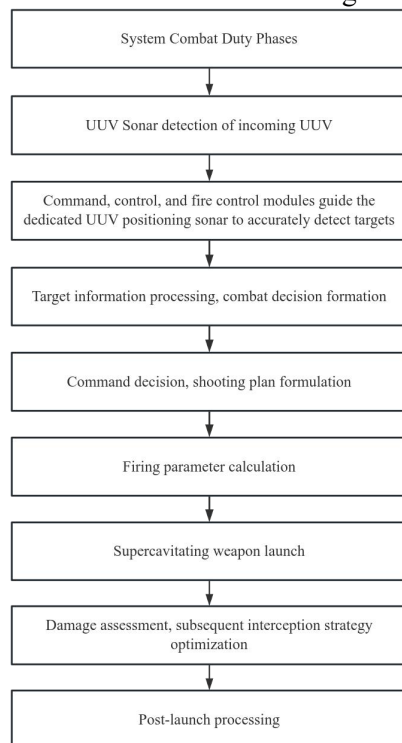 System Combat Duty Phases
UUV Sonar detection of incoming UUV
Command, control, and fire control modules guide the
dedicated UUV positioning sonar to accurately detect targets
Target information processing, combat decision formation
Command decision, shooting plan formulation
Firing parameter calculation
Supercavitating weapon launch
Damage assessment, subsequent interception strategy
optimization
Post-launch processing